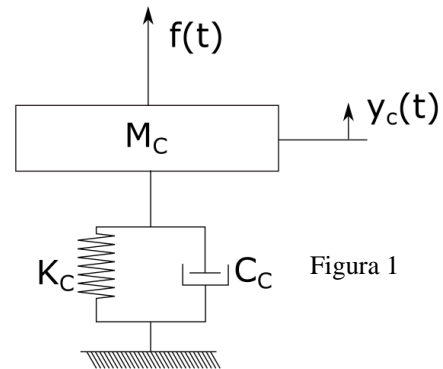 f(t)
y_c(t)
M_C
K_C
C_C
Figura 1